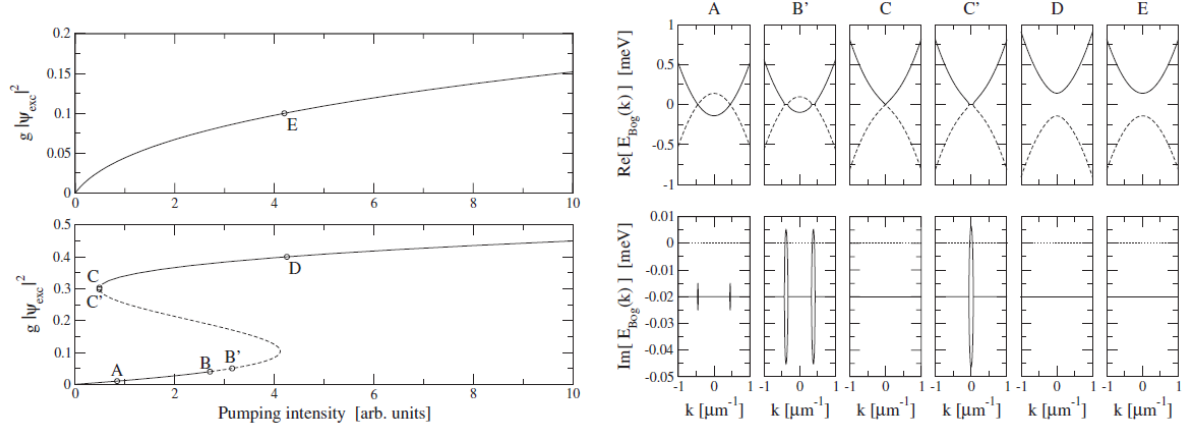 0.2
0.15
0.1
0.05
0
g |ψexc|²
E
0 2 4 6 8 10
0.5
0.4
0.3
0.2
0.1
0
g |ψexc|²
C
C'
D
A
B
B'
0 2 4 6 8 10
Pumping intensity [arb. units]
A B' C C' D E
1
0.5
0
-0.5
-1
Re[ EBog(k) ] [meV]
0.01
0
-0.01
-0.02
-0.03
-0.04
-0.05
Im[ EBog(k) ] [meV]
-1 0 1 -1 0 1 -1 0 1 -1 0 1 -1 0 1 -1 0 1
k [μm⁻¹] k [μm⁻¹] k [μm⁻¹] k [μm⁻¹] k [μm⁻¹] k [μm⁻¹]